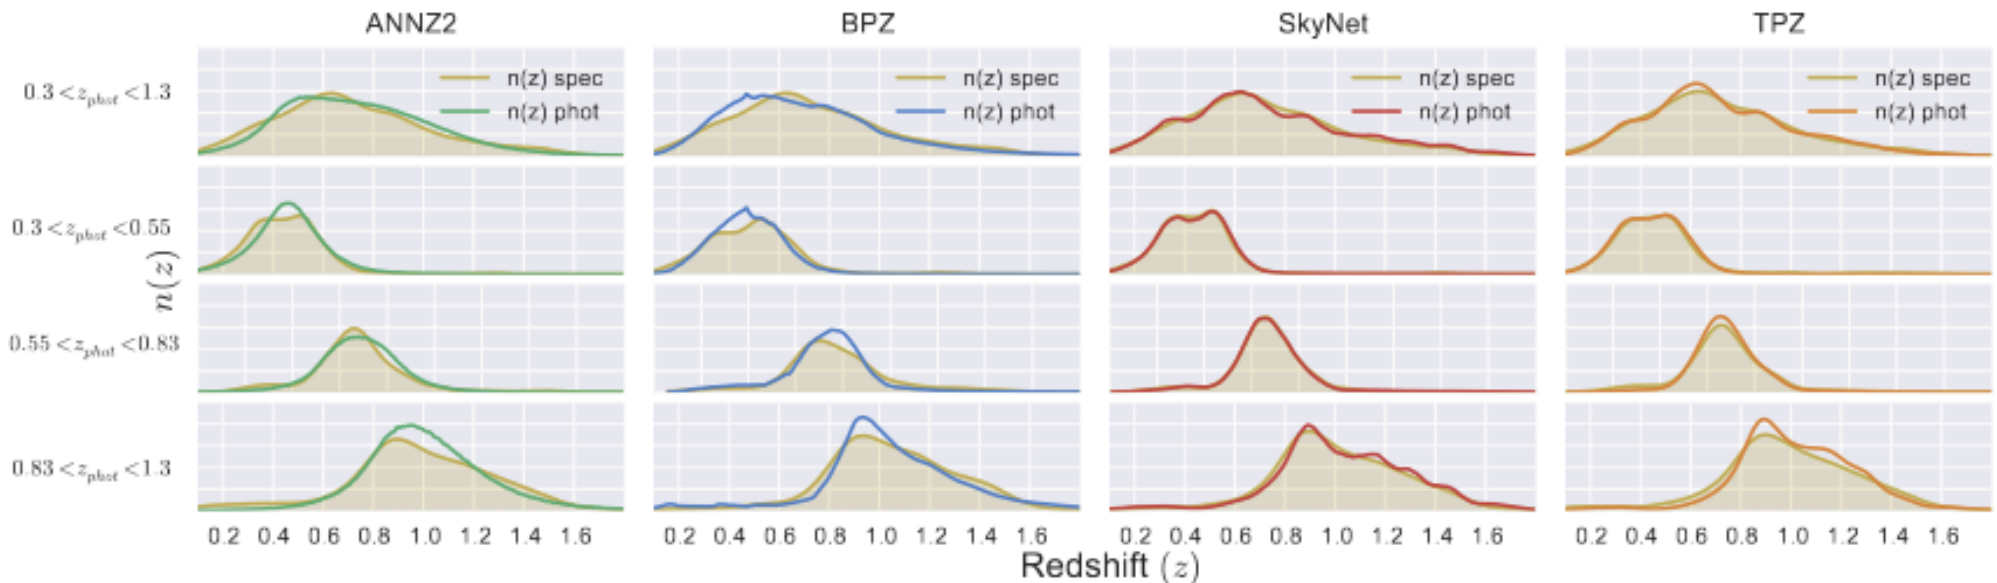 ANNZ2 BPZ SkyNet TPZ
0.3 < z_phot < 1.3
n(z) spec n(z) spec n(z) spec n(z) spec
n(z) phot n(z) phot n(z) phot n(z) phot
0.3 < z_phot < 0.55
n(z)
0.55 < z_phot < 0.83
0.83 < z_phot < 1.3
0.2 0.4 0.6 0.8 1.0 1.2 1.4 1.6 0.2 0.4 0.6 0.8 1.0 1.2 1.4 1.6 0.2 0.4 0.6 0.8 1.0 1.2 1.4 1.6 0.2 0.4 0.6 0.8 1.0 1.2 1.4 1.6
Redshift (z)